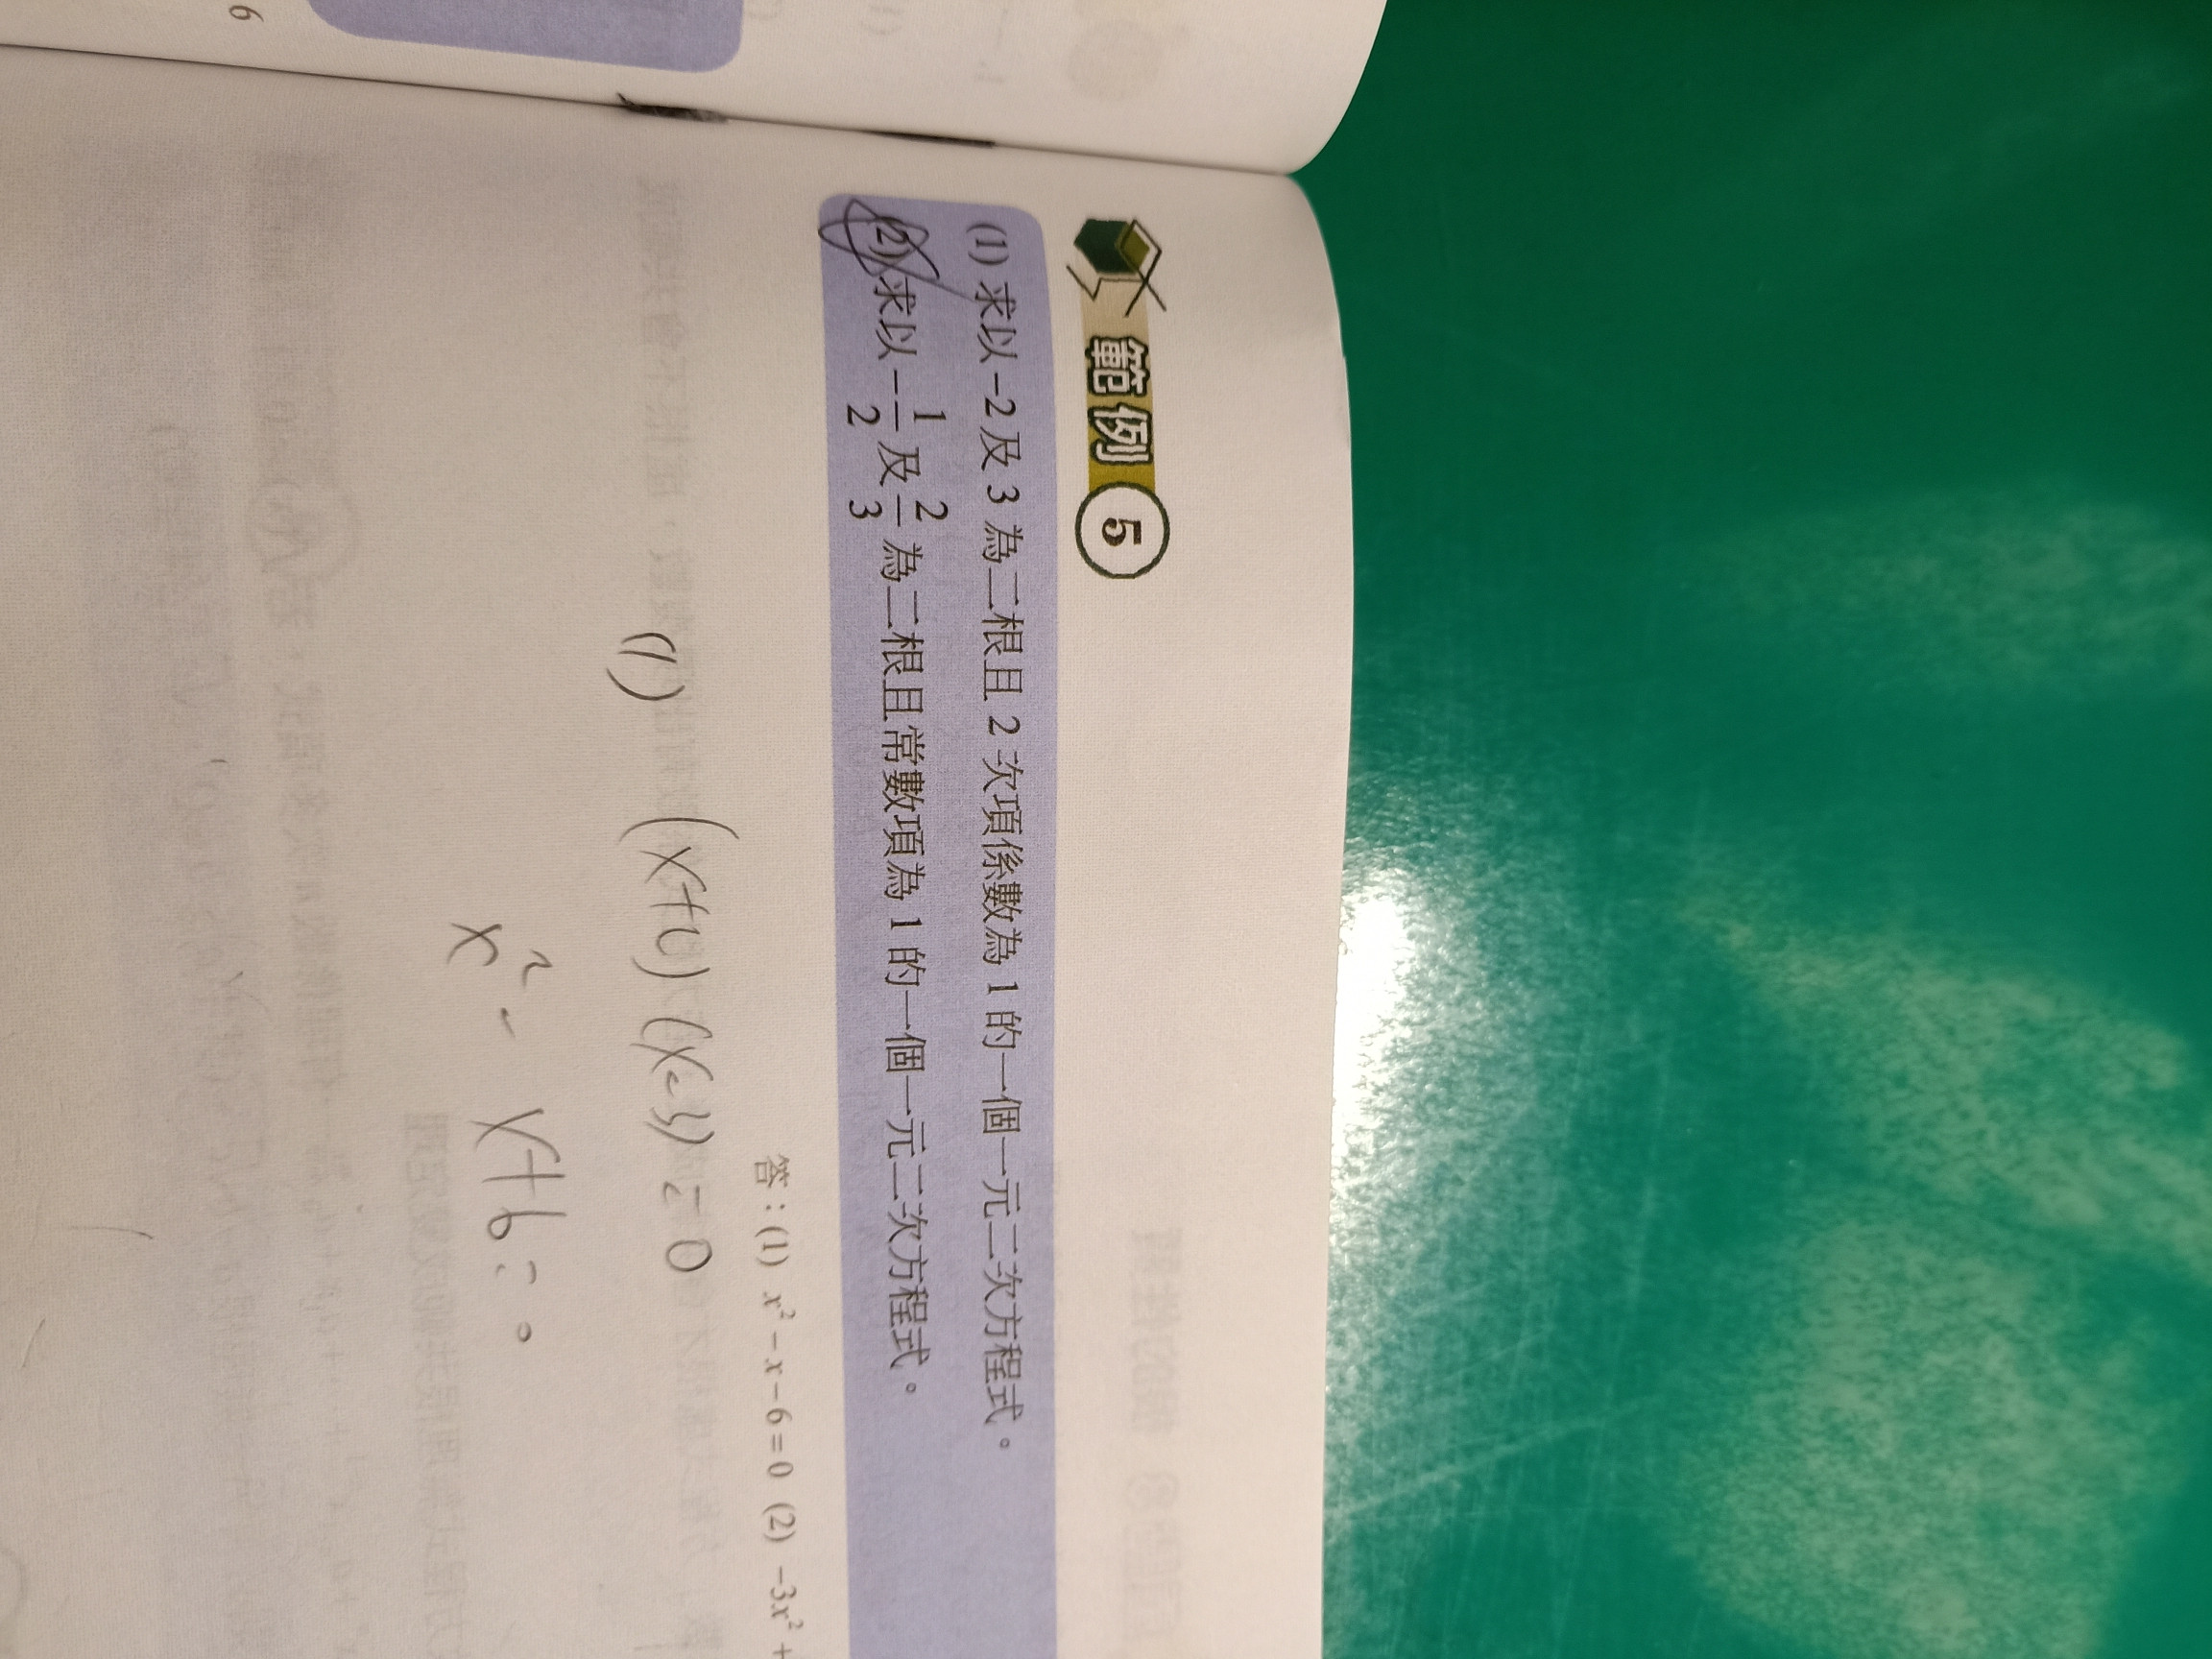 6
範例 5
(1) 求以 -2 及 3 為二根且 2 次項係數為 1 的一個一元二次方程式。
(2) 求以 -1/2 及 2/3 為二根且常數項為 1 的一個一元二次方程式。
答：(1) x² - x - 6 = 0 (2) -3x² +
(1) (x+2)(x-3) = 0
x² - x + 6 = 0